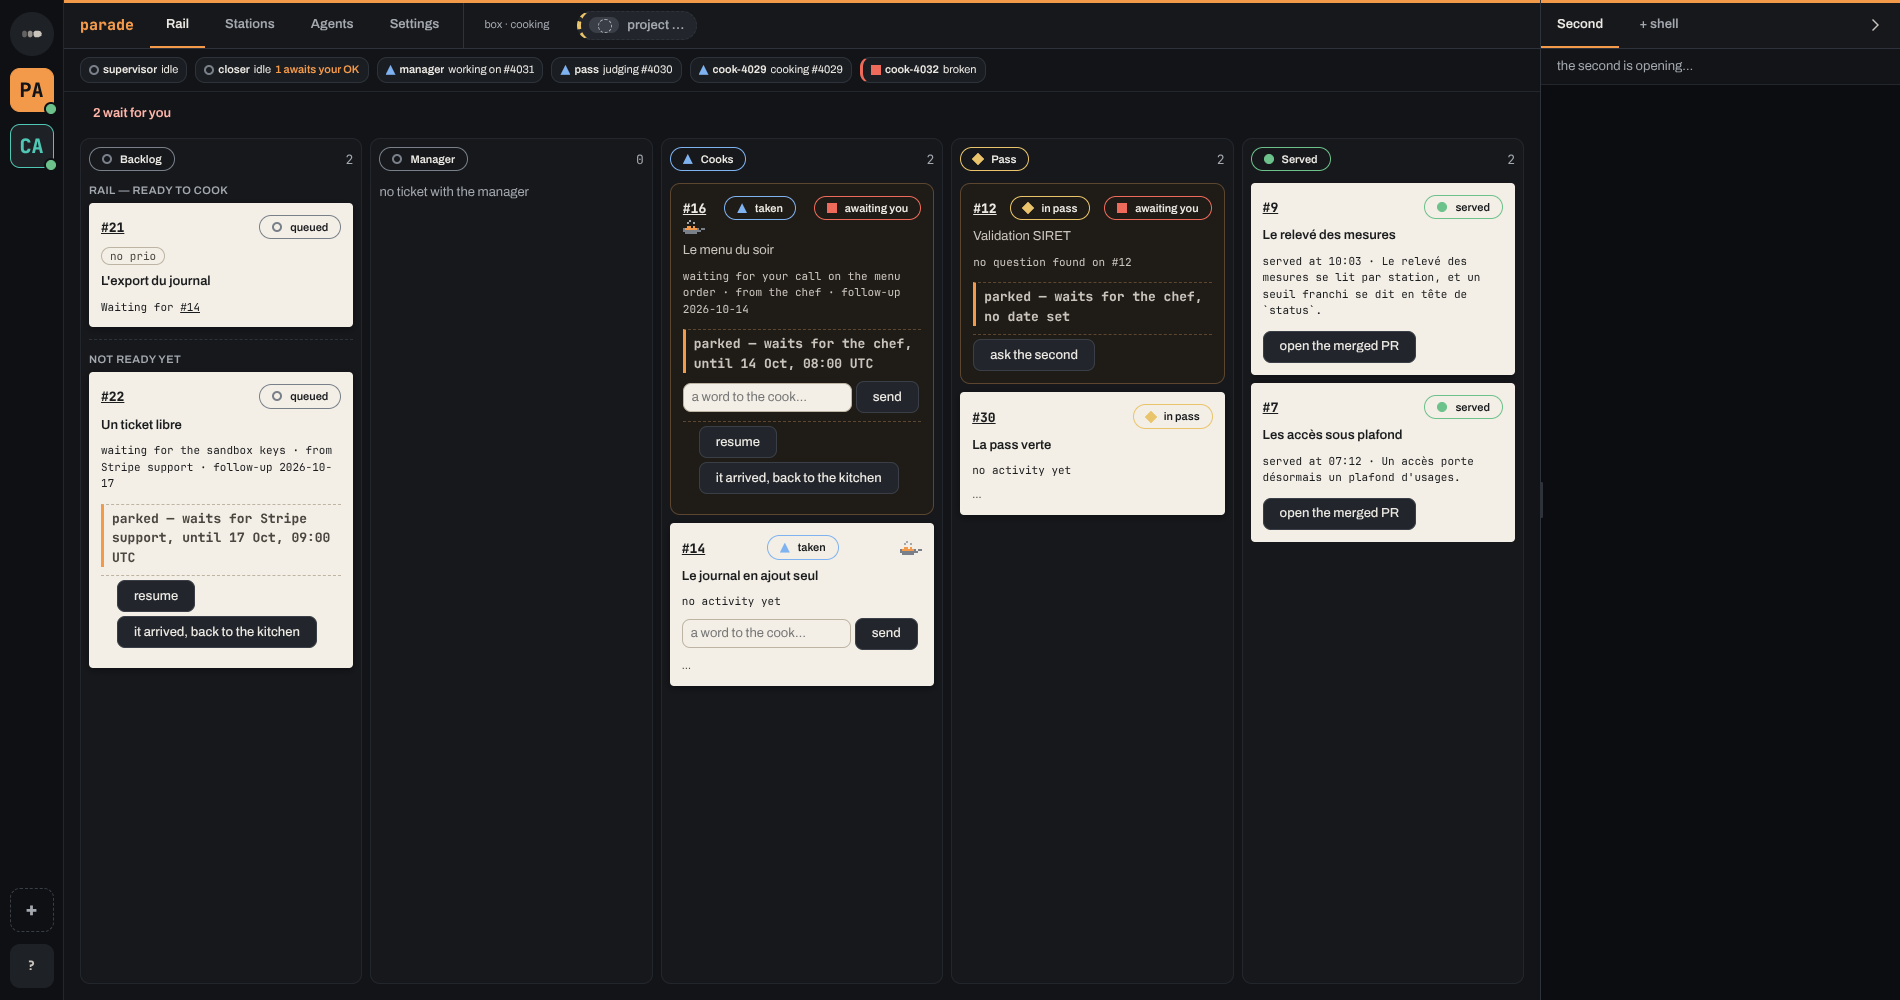 PA
CA
+
?
parade
Rail
Stations
Agents
Settings
box · cooking
project ...
supervisor idle
closer idle 1 awaits your OK
manager working on #4031
pass judging #4030
cook-4029 cooking #4029
cook-4032 broken
2 wait for you
Backlog
2
RAIL — READY TO COOK
#21
queued
no prio
L'export du journal
Waiting for #14
NOT READY YET
#22
queued
Un ticket libre
waiting for the sandbox keys · from
Stripe support · follow-up 2026-10-
17
parked — waits for Stripe
support, until 17 Oct, 09:00
UTC
resume
it arrived, back to the kitchen
Manager
0
no ticket with the manager
Cooks
2
#16
taken
awaiting you
Le menu du soir
waiting for your call on the menu
order · from the chef · follow-up
2026-10-14
parked — waits for the chef,
until 14 Oct, 08:00 UTC
a word to the cook...
send
resume
it arrived, back to the kitchen
#14
taken
Le journal en ajout seul
no activity yet
a word to the cook...
send
...
Pass
2
#12
in pass
awaiting you
Validation SIRET
no question found on #12
parked — waits for the chef,
no date set
ask the second
#30
in pass
La pass verte
no activity yet
...
Served
2
#9
served
Le relevé des mesures
served at 10:03 · Le relevé des
mesures se lit par station, et un
seuil franchi se dit en tête de
`status`.
open the merged PR
#7
served
Les accès sous plafond
served at 07:12 · Un accès porte
désormais un plafond d'usages.
open the merged PR
Second
+ shell
the second is opening...